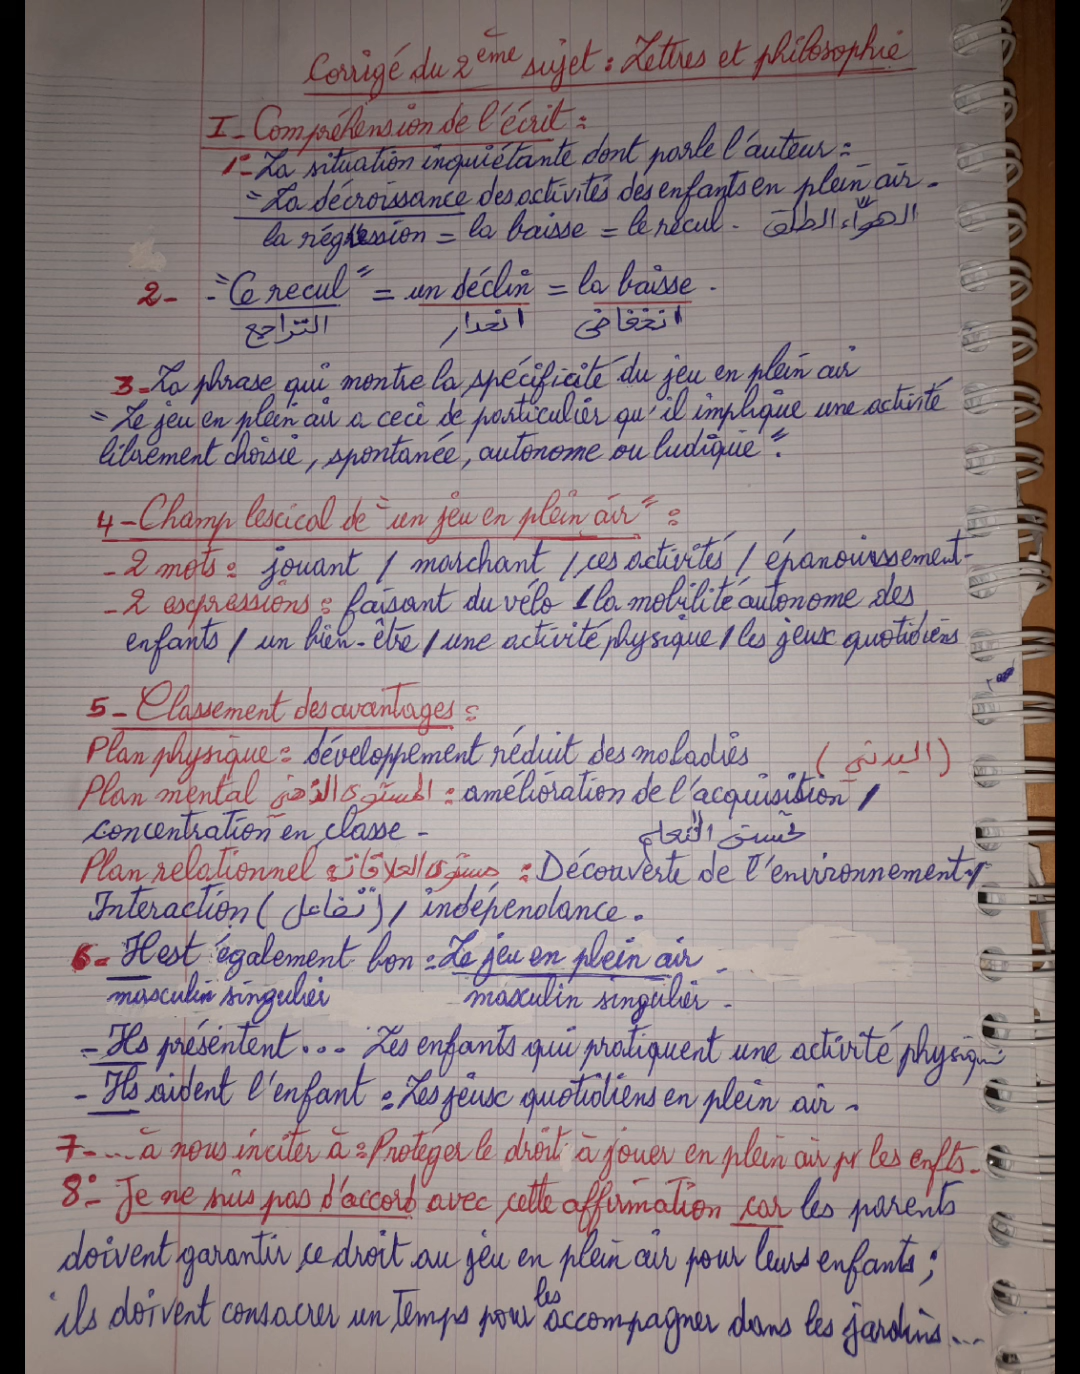 Corrigé du 2ème sujet : Lettres et philosophie
I- Compréhension de l'écrit :
1- La situation inquiétante dont parle l'auteur :
"La décroissance des activités des enfants en plein air.
la régression = la baisse = le recul. الهواء الطلق
2- - "Ce recul" = un déclin = la baisse.
التراجع انحدار انخفاض
3- La phrase qui montre la spécificité du jeu en plein air
"Le jeu en plein air a ceci de particulier qu'il implique une activité
librement choisie, spontanée, autonome ou ludique".
4- Champ lescical de "un jeu en plein air" :
- 2 mots : jouant / marchant / ces activités / épanouissement-
- 2 expressions : faisant du vélo / la mobilité autonome des
enfants / un bien-être / une activité physique / les jeux quotidiens
5- Classement des avantages :
Plan physique : développement réduit des maladies (البدني)
Plan mental المستوى الذهني : amélioration de l'acquisition /
concentration en classe - تحسين التعلم
Plan relationnel مستوى العلاقات : Découverte de l'environnement /
Interaction (تفاعل) / indépendance.
6- Il est également bon : Le jeu en plein air -
masculin singulier masculin singulier -
- Ils présentent... Les enfants qui pratiquent une activité physique
- Ils aident l'enfant : Les jeux quotidiens en plein air -
7- ... à nous inciter à : Protéger le droit à jouer en plein air pr les enfts.
8- Je ne suis pas d'accord avec cette affirmation car les parents
doivent garantir ce droit au jeu en plein air pour leurs enfants ;
ils doivent consacrer un temps pour les accompagner dans les jardins...